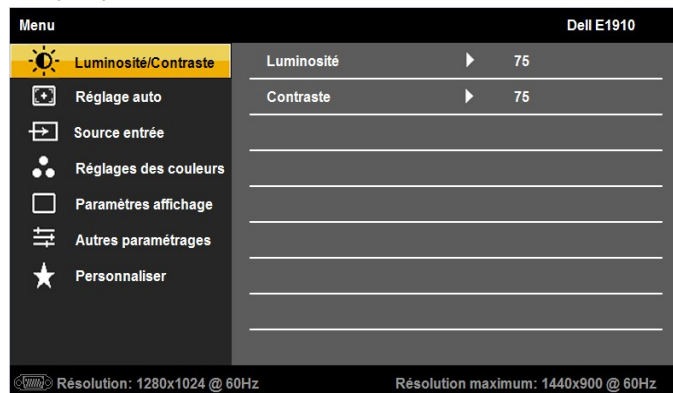 Menu Dell E1910
Luminosité/Contraste Luminosité 75
Réglage auto Contraste 75
Source entrée
Réglages des couleurs
Paramètres affichage
Autres paramétrages
Personnaliser
Résolution: 1280x1024 @ 60Hz Résolution maximum: 1440x900 @ 60Hz